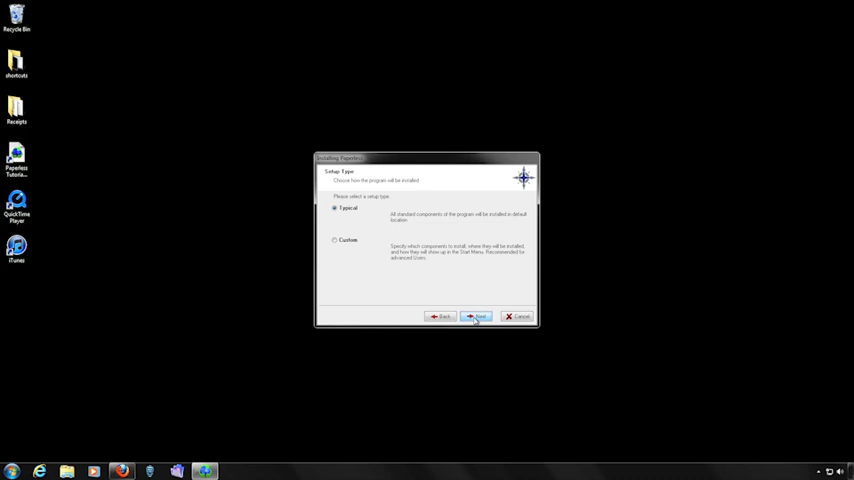 Recycle Bin
shortcuts
Receipts
Paperless
Tutoria...
QuickTime
Player
iTunes
Installing Paperless
Setup Type
Choose how the program will be installed
Please select a setup type
Typical
All standard components of the program will be installed in default
location.
Custom
Specify which components to install, where they will be installed,
and how they will show up in the Start Menu. Recommended for
advanced Users.
Back
Next
Cancel